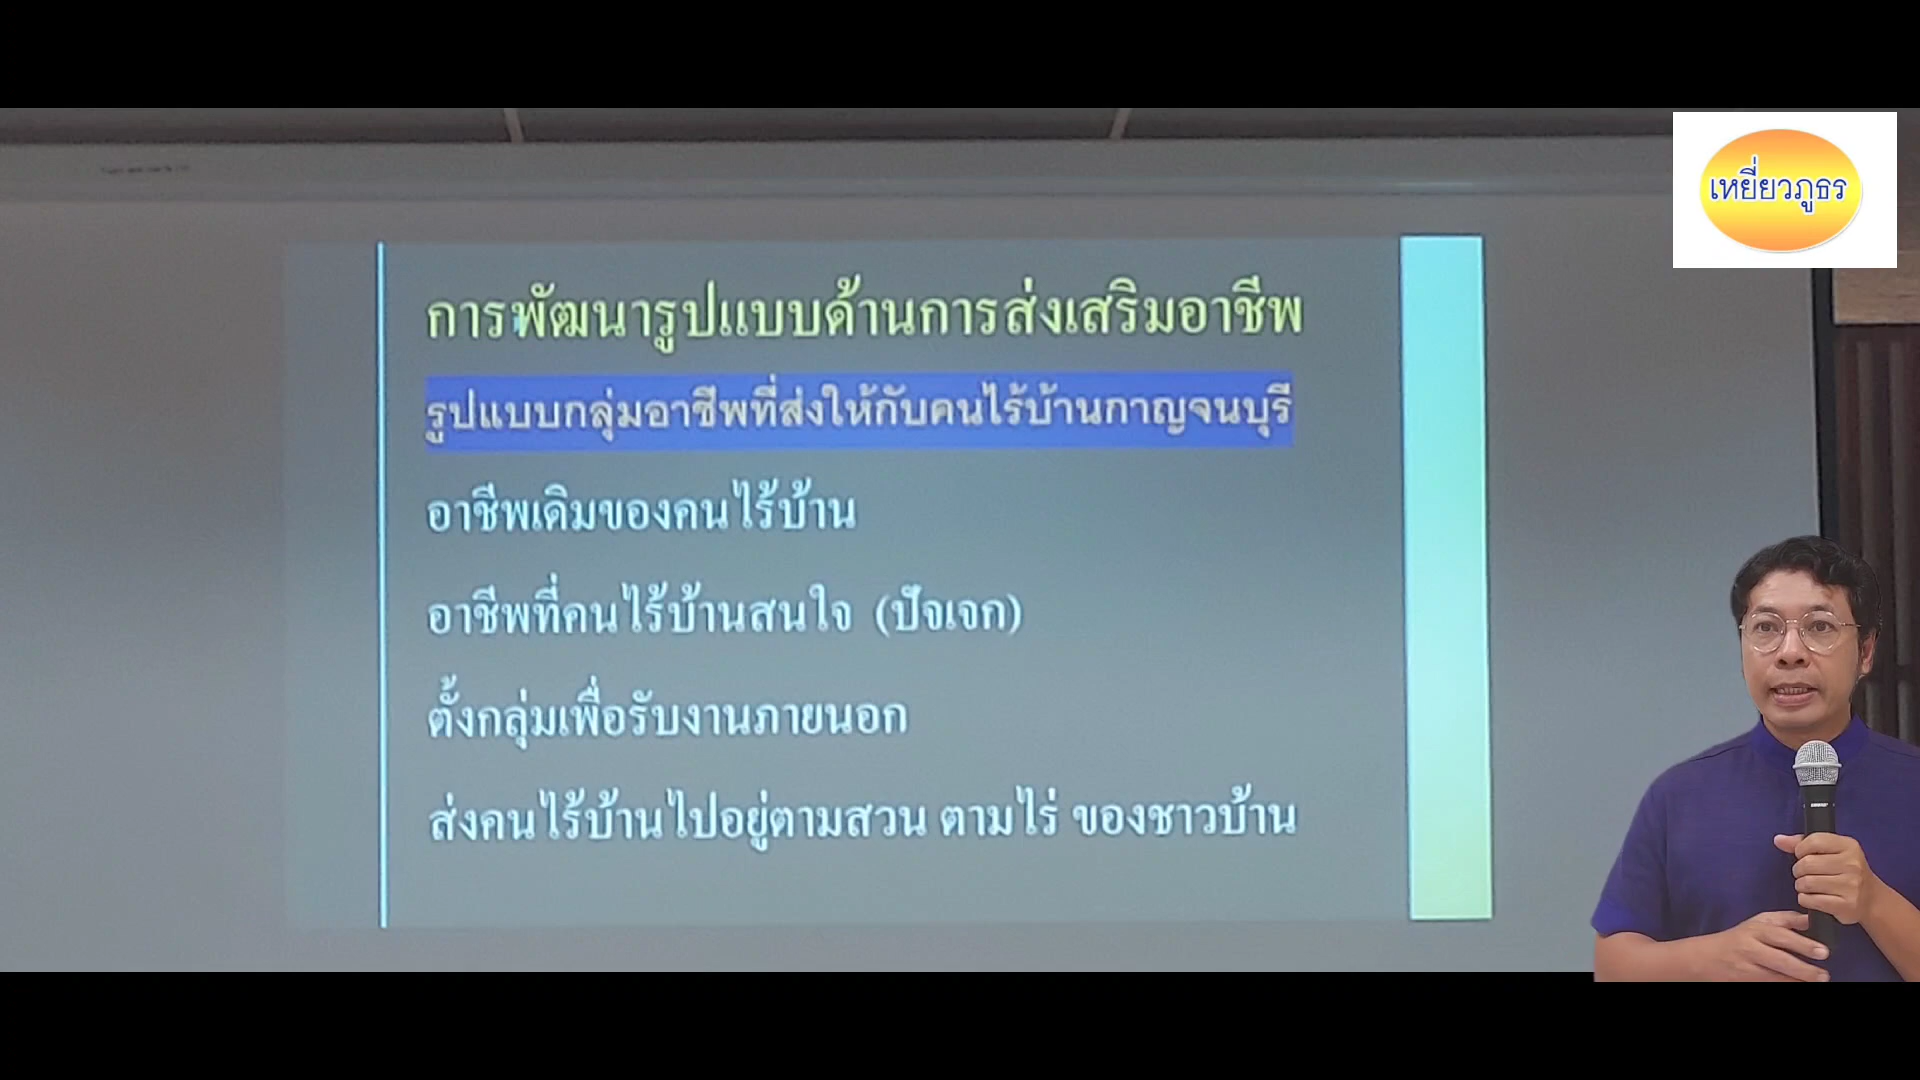 เหยี่ยวภูธร
การพัฒนารูปแบบด้านการส่งเสริมอาชีพ
รูปแบบกลุ่มอาชีพที่ส่งให้กับคนไร้บ้านกาญจนบุรี
อาชีพเดิมของคนไร้บ้าน
อาชีพที่คนไร้บ้านสนใจ (ปัจเจก)
ตั้งกลุ่มเพื่อรับงานภายนอก
ส่งคนไร้บ้านไปอยู่ตามสวน ตามไร่ ของชาวบ้าน